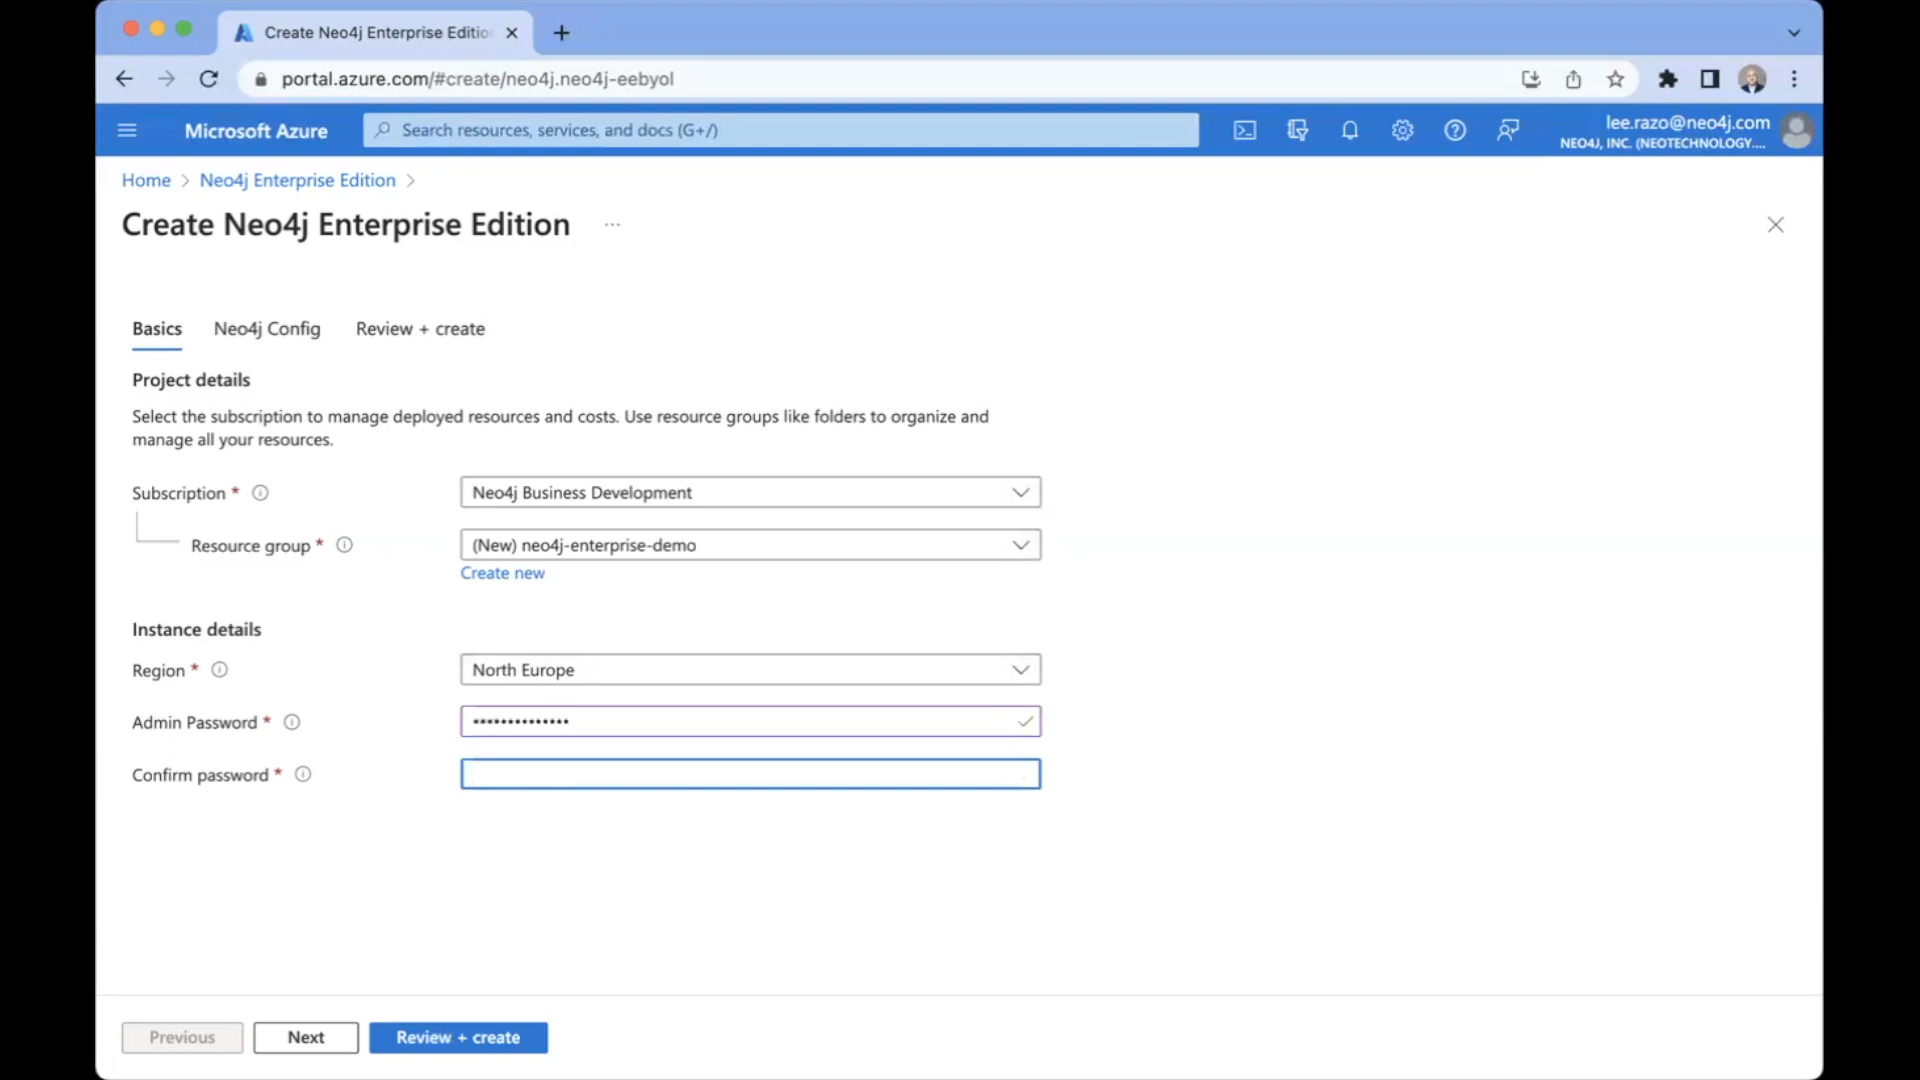 Create Neo4j Enterprise Editio
portal.azure.com/#create/neo4j.neo4j-eebyol
Microsoft Azure
Search resources, services, and docs (G+/)
lee.razo@neo4j.com
NEO4J, INC. (NEOTECHNOLOGY....
Home > Neo4j Enterprise Edition >
Create Neo4j Enterprise Edition ...
Basics Neo4j Config Review + create
Project details
Select the subscription to manage deployed resources and costs. Use resource groups like folders to organize and
manage all your resources.
Subscription * Neo4j Business Development
Resource group * (New) neo4j-enterprise-demo
Create new
Instance details
Region * North Europe
Admin Password * ••••••••••••••
Confirm password *
Previous Next Review + create